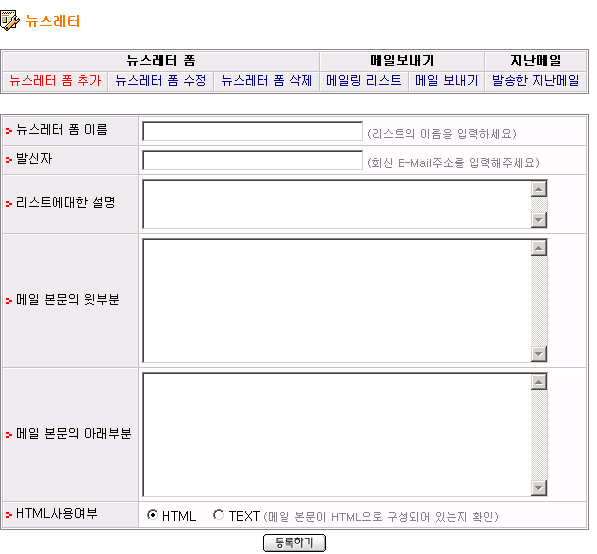 뉴스레터
뉴스레터 폼 메일보내기 지난메일
뉴스레터 폼 추가 뉴스레터 폼 수정 뉴스레터 폼 삭제 메일링 리스트 메일 보내기 발송한 지난메일
뉴스레터 폼 이름 (리스트의 이름을 입력하세요)
발신자 (회신 E-Mail주소를 입력해주세요)
리스트에대한 설명
메일 본문의 윗부분
메일 본문의 아래부분
HTML사용여부 HTML TEXT (메일 본문이 HTML으로 구성되어 있는지 확인)
등록하기